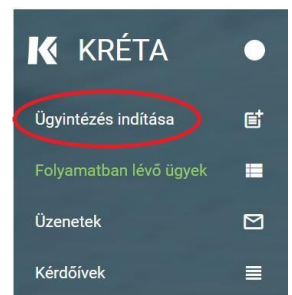 KRÉTA
Ügyintézés indítása
Folyamatban lévő ügyek
Üzenetek
Kérdőívek